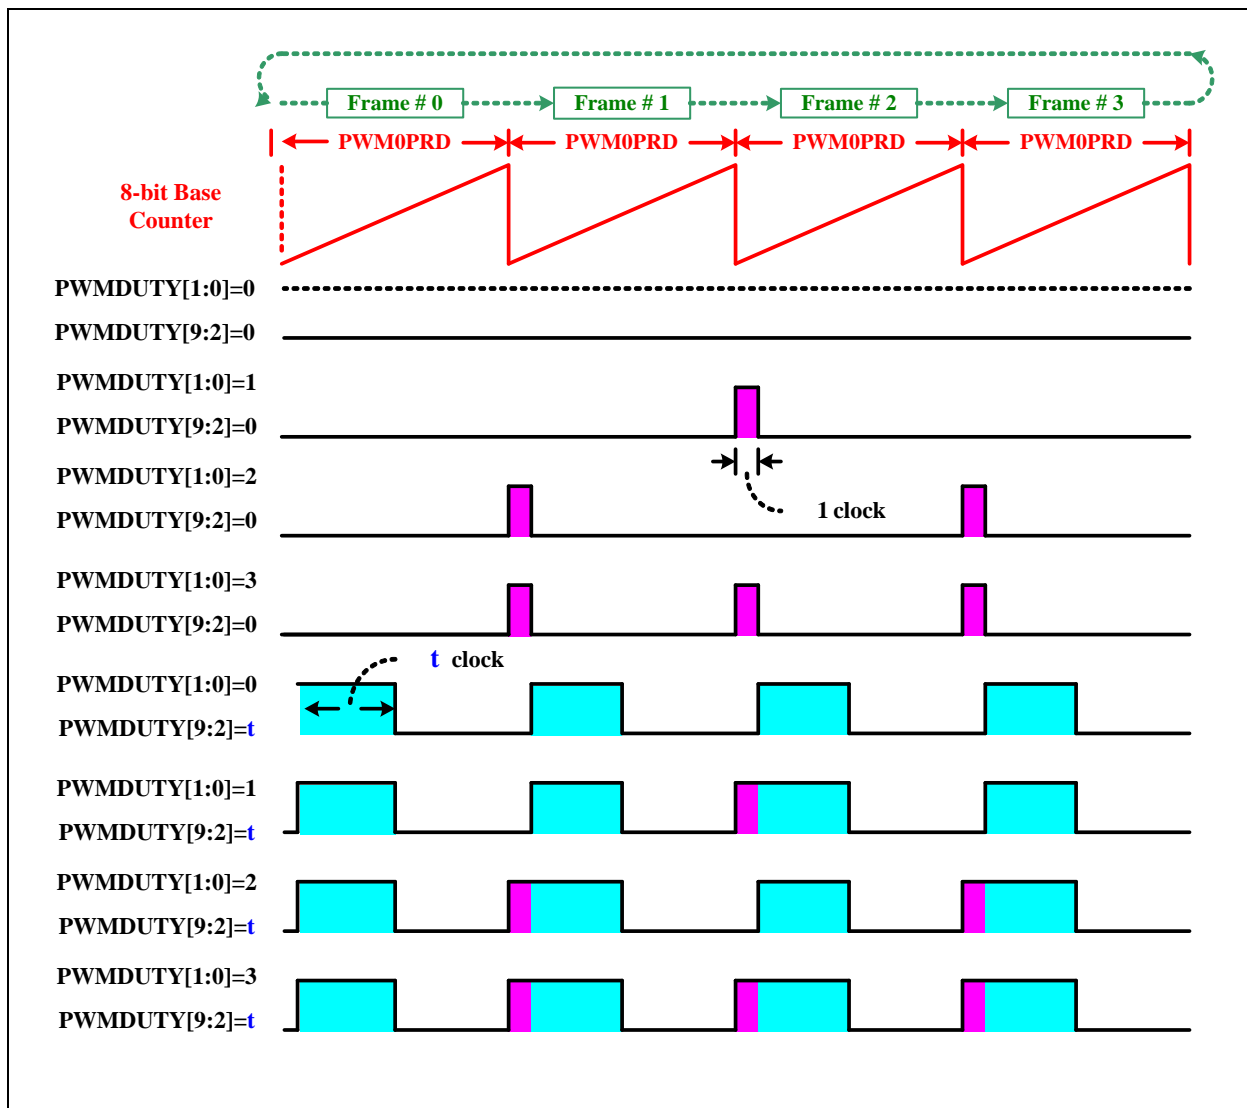 Frame # 0 Frame # 1 Frame # 2 Frame # 3
PWM0PRD PWM0PRD PWM0PRD PWM0PRD
8-bit Base
Counter
PWMDUTY[1:0]=0
PWMDUTY[9:2]=0
PWMDUTY[1:0]=1
PWMDUTY[9:2]=0
PWMDUTY[1:0]=2
1 clock
PWMDUTY[9:2]=0
PWMDUTY[1:0]=3
PWMDUTY[9:2]=0
t clock
PWMDUTY[1:0]=0
PWMDUTY[9:2]=t
PWMDUTY[1:0]=1
PWMDUTY[9:2]=t
PWMDUTY[1:0]=2
PWMDUTY[9:2]=t
PWMDUTY[1:0]=3
PWMDUTY[9:2]=t